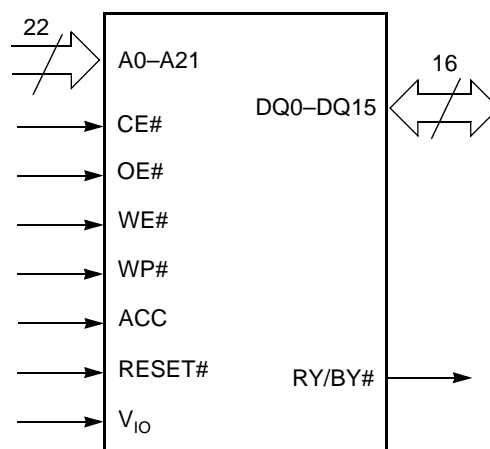 22
A0–A21
16
DQ0–DQ15
CE#
OE#
WE#
WP#
ACC
RESET#
RY/BY#
VIO